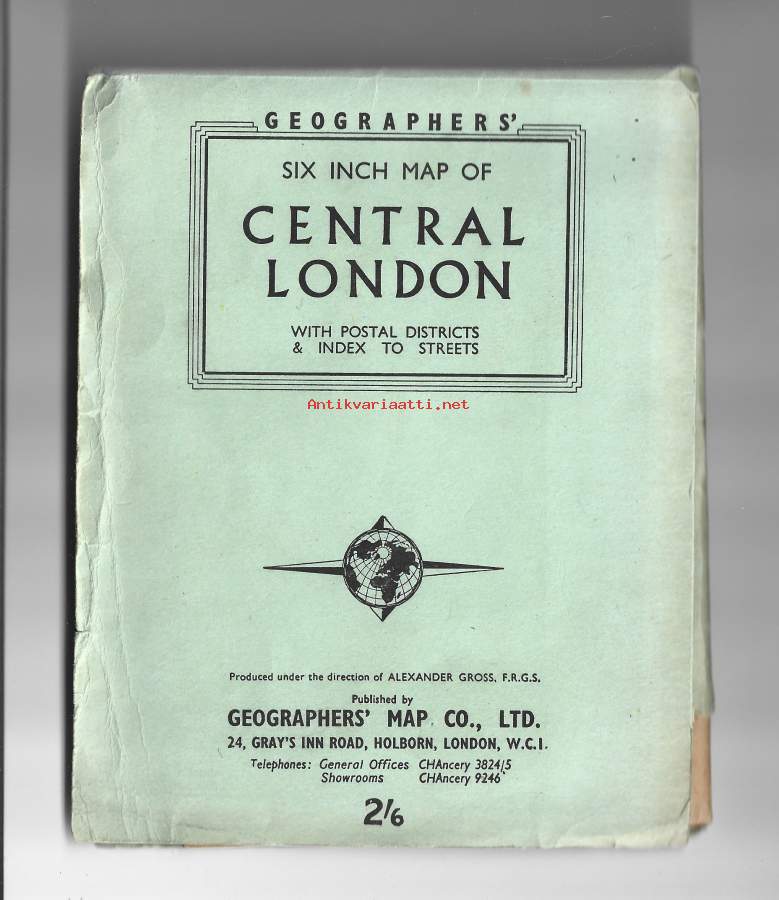 GEOGRAPHERS'
SIX INCH MAP OF
CENTRAL
LONDON
WITH POSTAL DISTRICTS
& INDEX TO STREETS
Antikvariaatti.net
Produced under the direction of ALEXANDER GROSS, F.R.G.S.
Published by
GEOGRAPHERS' MAP CO., LTD.
24, GRAY'S INN ROAD, HOLBORN, LONDON, W.C.1.
Telephones: General Offices CHAncery 3824/5
Showrooms CHAncery 9246
2/6